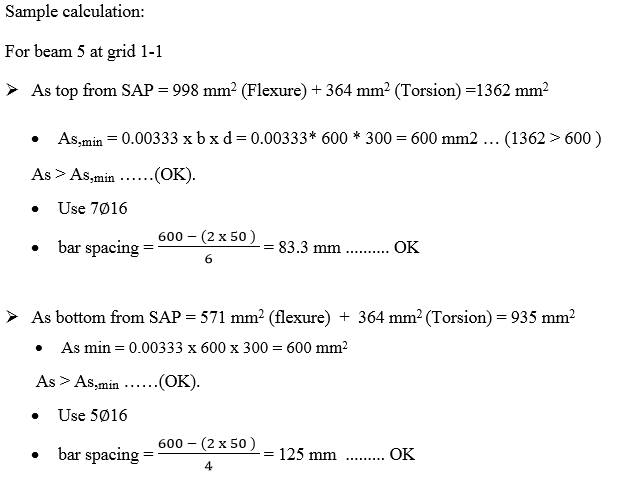 Sample calculation:
For beam 5 at grid 1-1
➤ As top from SAP = 998 mm² (Flexure) + 364 mm² (Torsion) =1362 mm²
• As,min = 0.00333 x b x d = 0.00333* 600 * 300 = 600 mm2 … (1362 > 600 )
As > As,min ……(OK).
• Use 7Ø16
• bar spacing = (600 − (2 x 50 ))/6 = 83.3 mm ………. OK
➤ As bottom from SAP = 571 mm² (flexure) + 364 mm² (Torsion) = 935 mm²
• As min = 0.00333 x 600 x 300 = 600 mm²
As > As,min ……(OK).
• Use 5Ø16
• bar spacing = (600 − (2 x 50 ))/4 = 125 mm ……… OK